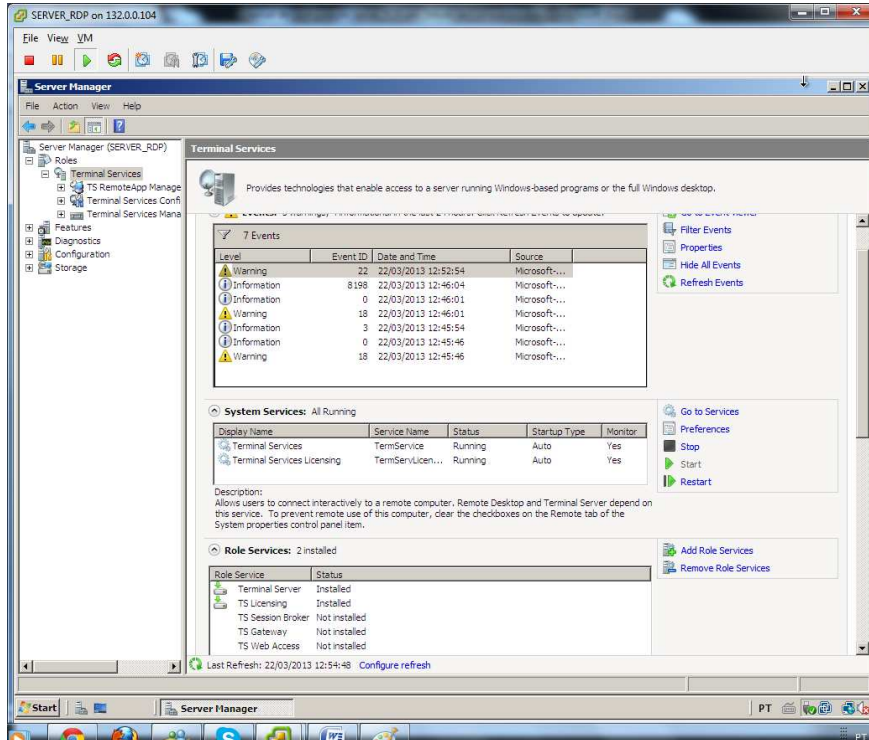 SERVER_RDP on 132.0.0.104
File View VM
Server Manager
File Action View Help
Server Manager (SERVER_RDP)
Roles
Terminal Services
TS RemoteApp Manage
Terminal Services Confi
Terminal Services Mana
Features
Diagnostics
Configuration
Storage
Terminal Services
Provides technologies that enable access to a server running Windows-based programs or the full Windows desktop.
7 Events
Level Event ID Date and Time Source
Warning 22 22/03/2013 12:52:54 Microsoft-...
Information 8198 22/03/2013 12:46:04 Microsoft-...
Information 0 22/03/2013 12:46:01 Microsoft-...
Warning 18 22/03/2013 12:46:01 Microsoft-...
Information 3 22/03/2013 12:45:54 Microsoft-...
Information 0 22/03/2013 12:45:46 Microsoft-...
Warning 18 22/03/2013 12:45:46 Microsoft-...
Go to Event Viewer
Filter Events
Properties
Hide All Events
Refresh Events
System Services: All Running
Display Name Service Name Status Startup Type Monitor
Terminal Services TermService Running Auto Yes
Terminal Services Licensing TermServLicen... Running Auto Yes
Description:
Allows users to connect interactively to a remote computer. Remote Desktop and Terminal Server depend on
this service. To prevent remote use of this computer, clear the checkboxes on the Remote tab of the
System properties control panel item.
Go to Services
Preferences
Stop
Start
Restart
Role Services: 2 installed
Role Service Status
Terminal Server Installed
TS Licensing Installed
TS Session Broker Not installed
TS Gateway Not installed
TS Web Access Not installed
Add Role Services
Remove Role Services
Last Refresh: 22/03/2013 12:54:48 Configure refresh
Start Server Manager PT
PT